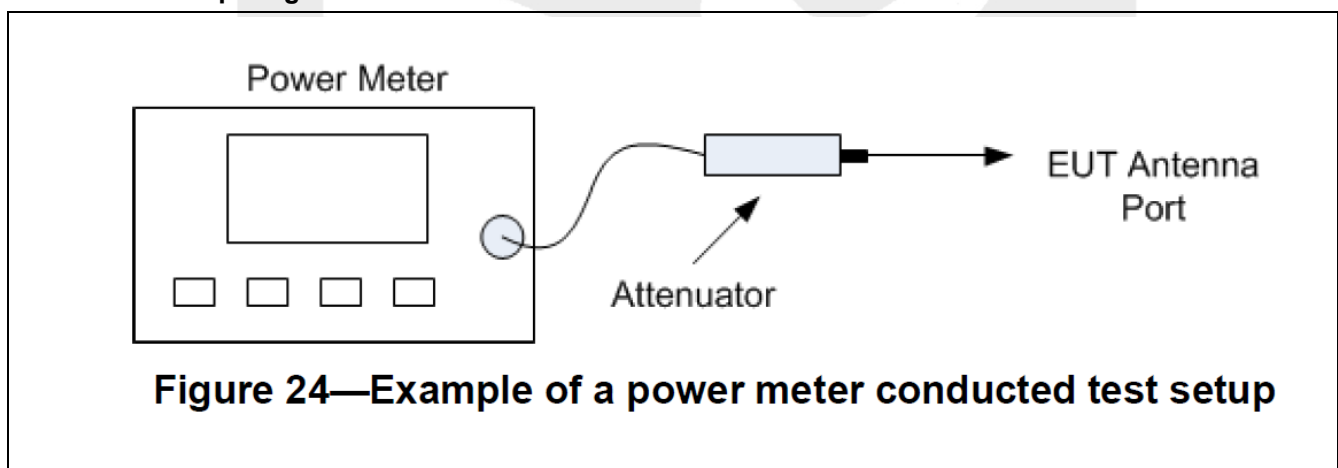 Power Meter
EUT Antenna
Port
Attenuator
Figure 24—Example of a power meter conducted test setup